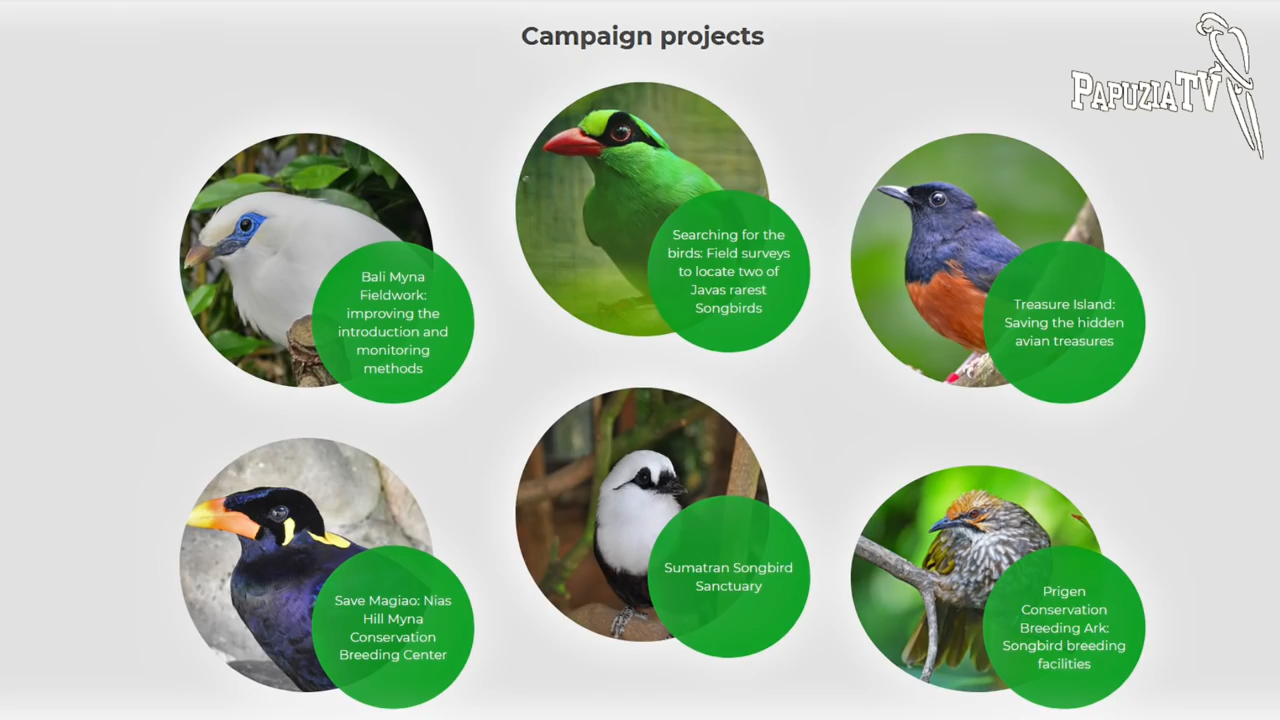 Campaign projects
PAPUZIATV
Bali Myna
Fieldwork:
improving the
introduction and
monitoring
methods
Searching for the
birds: Field surveys
to locate two of
Javas rarest
Songbirds
Treasure Island:
Saving the hidden
avian treasures
Save Magiao: Nias
Hill Myna
Conservation
Breeding Center
Sumatran Songbird
Sanctuary
Prigen
Conservation
Breeding Ark:
Songbird breeding
facilities